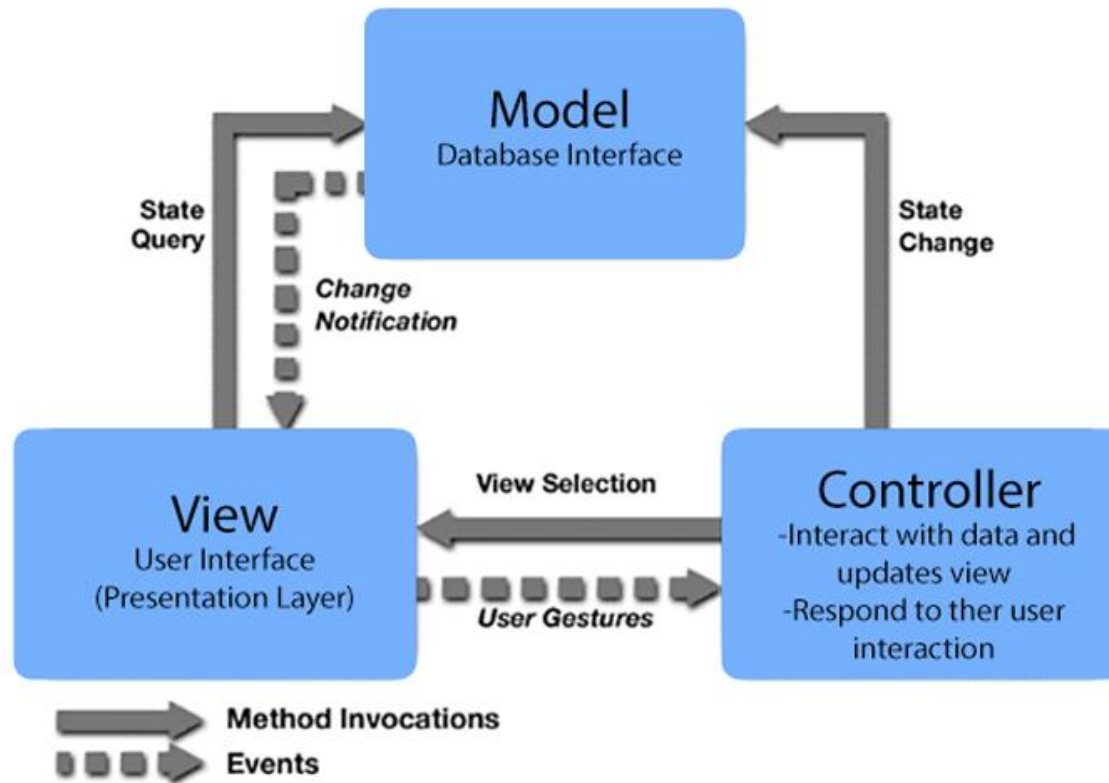 Model
Database Interface
State
Query
State
Change
Change
Notification
View
User Interface
(Presentation Layer)
View Selection
User Gestures
Controller
-Interact with data and
updates view
-Respond to ther user
interaction
Method Invocations
Events